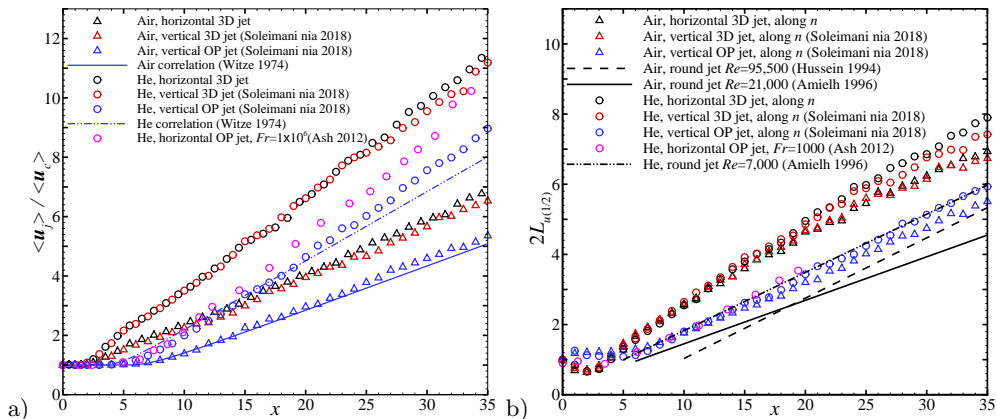 Air, horizontal 3D jet
Air, vertical 3D jet (Soleimani nia 2018)
Air, vertical OP jet (Soleimani nia 2018)
Air correlation (Witze 1974)
He, horizontal 3D jet
He, vertical 3D jet (Soleimani nia 2018)
He, vertical OP jet (Soleimani nia 2018)
He correlation (Witze 1974)
He, horizontal OP jet, Fr=1x10⁶(Ash 2012)
<u_j> / <u_c>
12
10
8
6
4
2
0
0 5 10 15 20 25 30 35
x
a)
Air, horizontal 3D jet, along n
Air, vertical 3D jet, along n (Soleimani nia 2018)
Air, vertical OP jet, along n (Soleimani nia 2018)
Air, round jet Re=95,500 (Hussein 1994)
Air, round jet Re=21,000 (Amielh 1996)
He, horizontal 3D jet, along n
He, vertical 3D jet, along n (Soleimani nia 2018)
He, vertical OP jet, along n (Soleimani nia 2018)
He, horizontal OP jet, Fr=1000 (Ash 2012)
He, round jet Re=7,000 (Amielh 1996)
2L_u(1/2)
10
8
6
4
2
0
0 5 10 15 20 25 30 35
x
b)